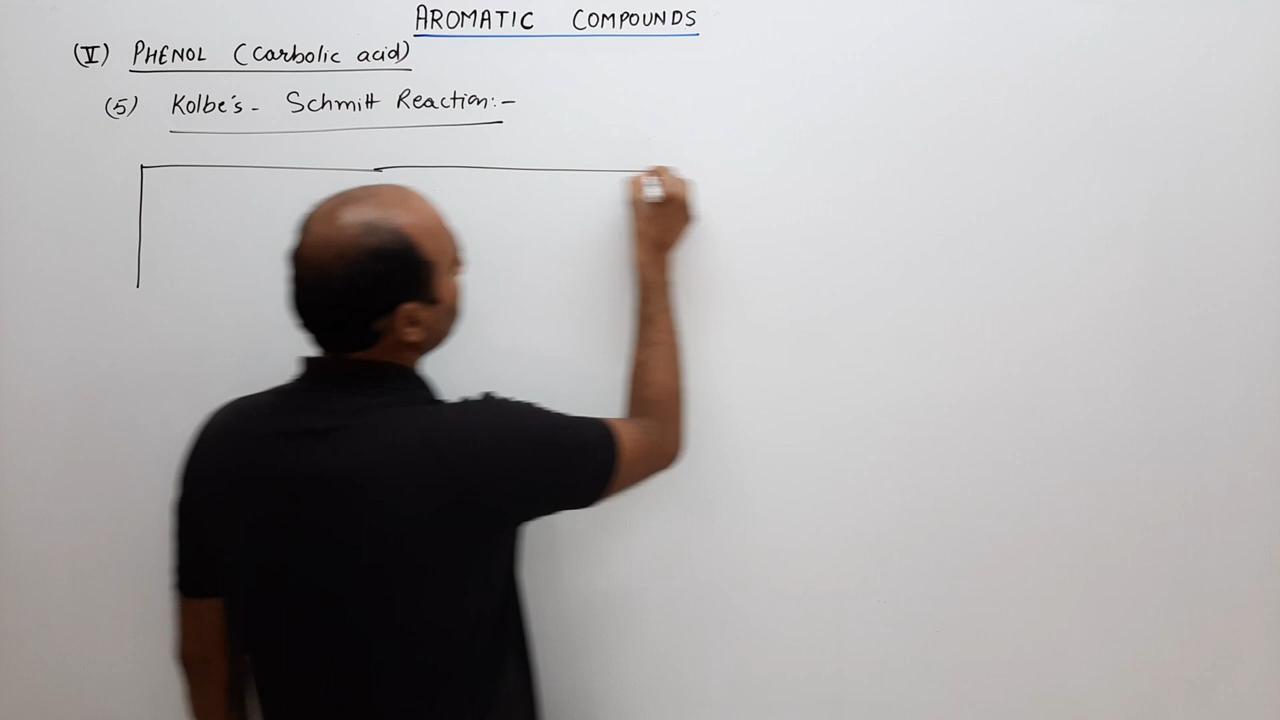 AROMATIC COMPOUNDS
(V) PHENOL (Carbolic acid)
(5) Kolbe's - Schmitt Reaction:-